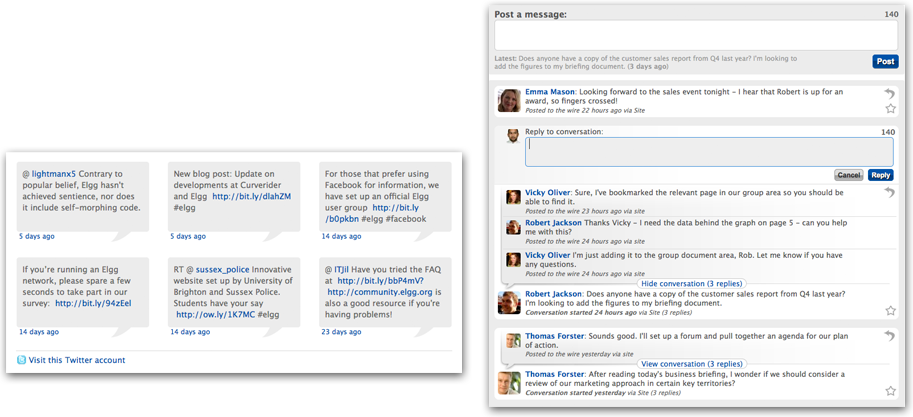 @ lightmanx5 Contrary to
popular belief, Elgg hasn't
achieved sentience, nor does
it include self-morphing code.
5 days ago
New blog post: Update on
developments at Curverider
and Elgg http://bit.ly/dlahZM
#elgg
5 days ago
For those that prefer using
Facebook for information, we
have set up an official Elgg
user group http://bit.ly
/b0pkbn #elgg #facebook
14 days ago
If you're running an Elgg
network, please spare a few
seconds to take part in our
survey: http://bit.ly/94zEel
14 days ago
RT @ sussex_police Innovative
website set up by University of
Brighton and Sussex Police.
Students have your say
http://ow.ly/1K7MC #elgg
14 days ago
@ ITJil Have you tried the FAQ
at http://bit.ly/bbP4mV?
http://community.elgg.org is
also a good resource if you're
having problems!
23 days ago
Visit this Twitter account
Post a message: 140
Latest: Does anyone have a copy of the customer sales report from Q4 last year? I'm looking to
add the figures to my briefing document. (3 days ago)
Post
Emma Mason: Looking forward to the sales event tonight - I hear that Robert is up for an
award, so fingers crossed!
Posted to the wire 22 hours ago via Site
Reply to conversation: 140
Cancel Reply
Vicky Oliver: Sure, I've bookmarked the relevant page in our group area so you should be
able to find it.
Posted to the wire 23 hours ago via site
Robert Jackson Thanks Vicky - I need the data behind the graph on page 5 - can you help
me with this?
Posted to the wire 24 hours ago via site
Vicky Oliver I'm just adding it to the group document area, Rob. Let me know if you have
any questions.
Posted to the wire 24 hours ago via site
Hide conversation (3 replies)
Robert Jackson: Does anyone have a copy of the customer sales report from Q4 last year?
I'm looking to add the figures to my briefing document.
Conversation started 24 hours ago via Site (3 replies)
Thomas Forster: Sounds good. I'll set up a forum and pull together an agenda for our plan
of action.
Posted to the wire yesterday via site
View conversation (3 replies)
Thomas Forster: After reading today's business briefing, I wonder if we should consider a
review of our marketing approach in certain key territories?
Conversation started yesterday via Site (3 replies)